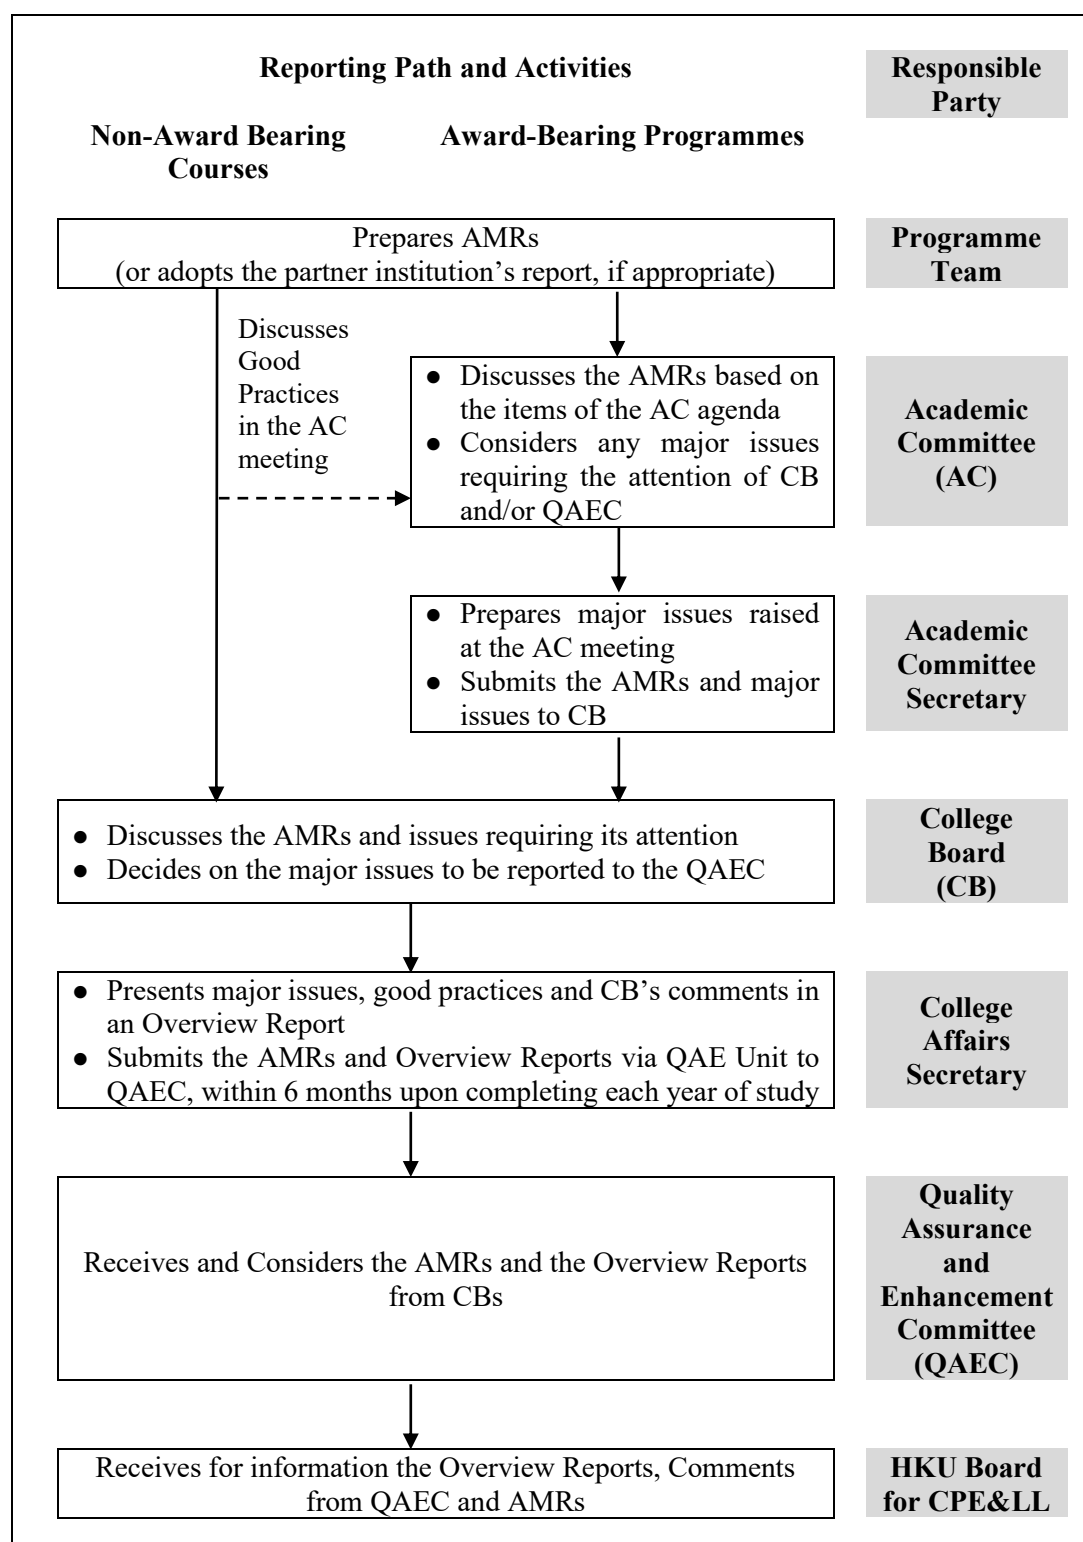 Reporting Path and Activities
Responsible
Party
Non-Award Bearing
Courses
Award-Bearing Programmes
Prepares AMRs
(or adopts the partner institution’s report, if appropriate)
Programme
Team
Discusses
Good
Practices
in the AC
meeting
● Discusses the AMRs based on
the items of the AC agenda
● Considers any major issues
requiring the attention of CB
and/or QAEC
Academic
Committee
(AC)
● Prepares major issues raised
at the AC meeting
● Submits the AMRs and major
issues to CB
Academic
Committee
Secretary
● Discusses the AMRs and issues requiring its attention
● Decides on the major issues to be reported to the QAEC
College
Board
(CB)
● Presents major issues, good practices and CB’s comments in
an Overview Report
● Submits the AMRs and Overview Reports via QAE Unit to
QAEC, within 6 months upon completing each year of study
College
Affairs
Secretary
Receives and Considers the AMRs and the Overview Reports
from CBs
Quality
Assurance
and
Enhancement
Committee
(QAEC)
Receives for information the Overview Reports, Comments
from QAEC and AMRs
HKU Board
for CPE&LL